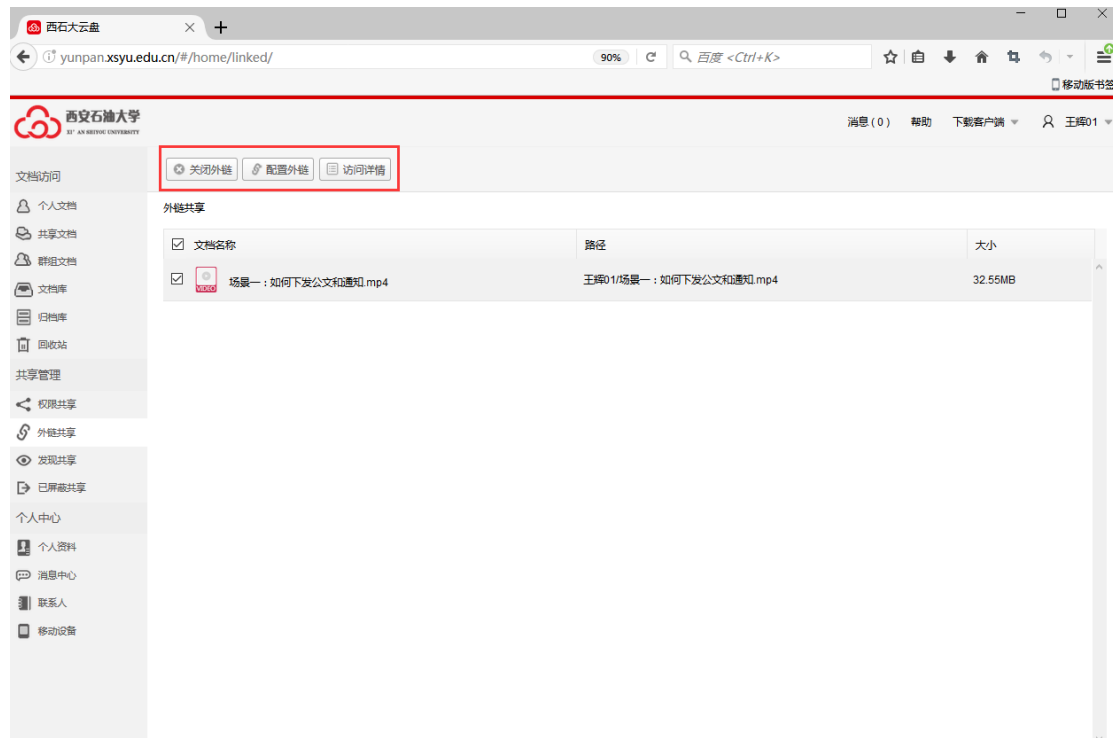 西石大云盘
yunpan.xsyu.edu.cn/#/home/linked/
90%
百度 <Ctrl+K>
移动版书签
西安石油大学
XI' AN SHIYOU UNIVERSITY
消息(0) 帮助 下载客户端 王辉01
文档访问
关闭外链 配置外链 访问详情
个人文档
外链共享
共享文档
文档名称 路径 大小
群组文档
场景一：如何下发公文和通知.mp4 王辉01/场景一：如何下发公文和通知.mp4 32.55MB
VIDEO
文档库
归档库
回收站
共享管理
权限共享
外链共享
发现共享
已屏蔽共享
个人中心
个人资料
消息中心
联系人
移动设备